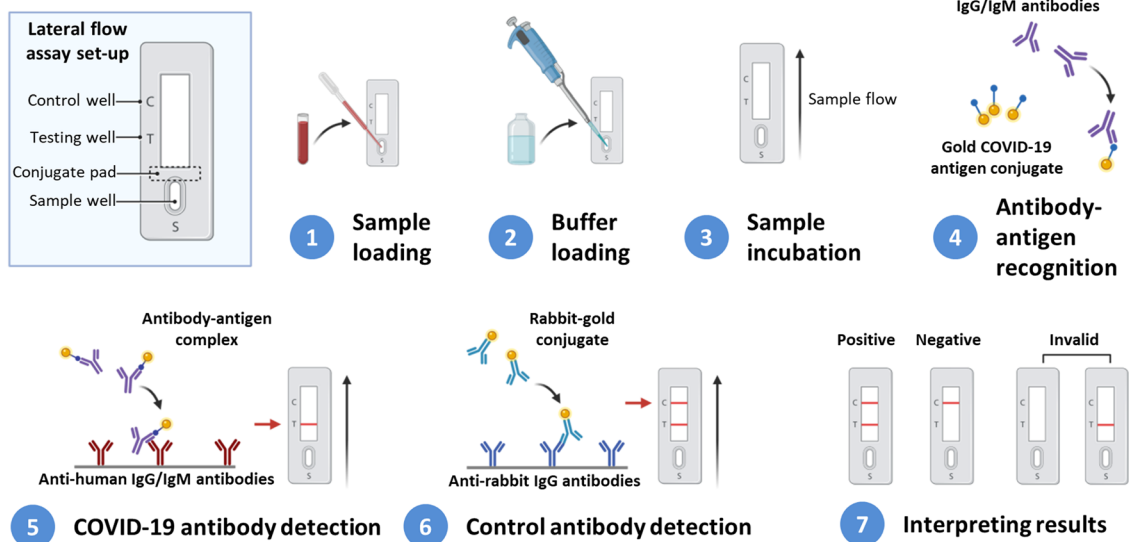 Lateral flow
assay set-up
Control well
Testing well
Conjugate pad
Sample well
C
T
S
C
T
S
1 Sample
loading
C
T
S
2 Buffer
loading
C
T
S
Sample flow
3 Sample
incubation
IgG/IgM antibodies
Gold COVID-19
antigen conjugate
4 Antibody-
antigen
recognition
Antibody-antigen
complex
Anti-human IgG/IgM antibodies
C
T
S
5 COVID-19 antibody detection
Rabbit-gold
conjugate
Anti-rabbit IgG antibodies
C
T
S
6 Control antibody detection
Positive Negative Invalid
C C C C
T T T T
S S S S
7 Interpreting results